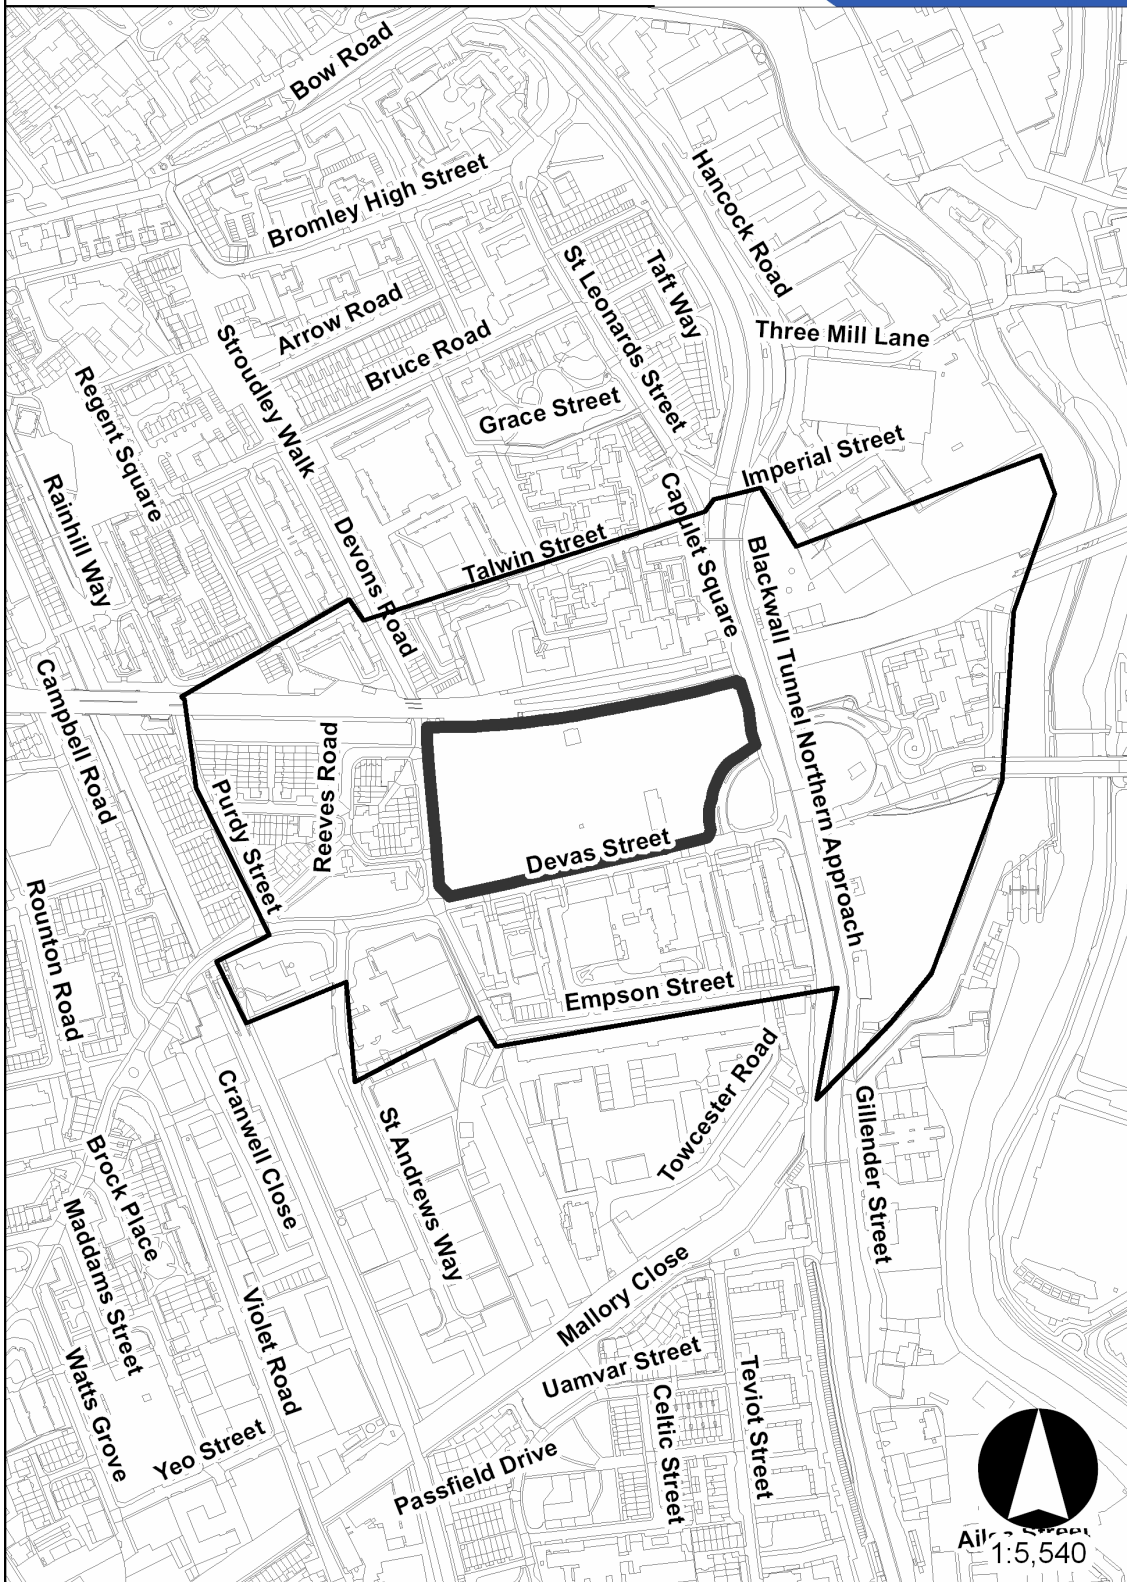 Bow Road
Bromley High Street
Hancock Road
Arrow Road
St Leonards Street
Taft Way
Three Mill Lane
Stroudley Walk
Bruce Road
Regent Square
Grace Street
Imperial Street
Rainhill Way
Capulet Square
Devons Road
Talwin Street
Blackwall Tunnel Northern Approach
Campbell Road
Reeves Road
Purdy Street
Devas Street
Rounton Road
Empson Street
Towcester Road
Cranwell Close
St Andrews Way
Gillender Street
Brock Place
Maddams Street
Mallory Close
Violet Road
Uamvar Street
Watts Grove
Teviot Street
Celtic Street
Yeo Street
Passfield Drive
Street
1:5,540